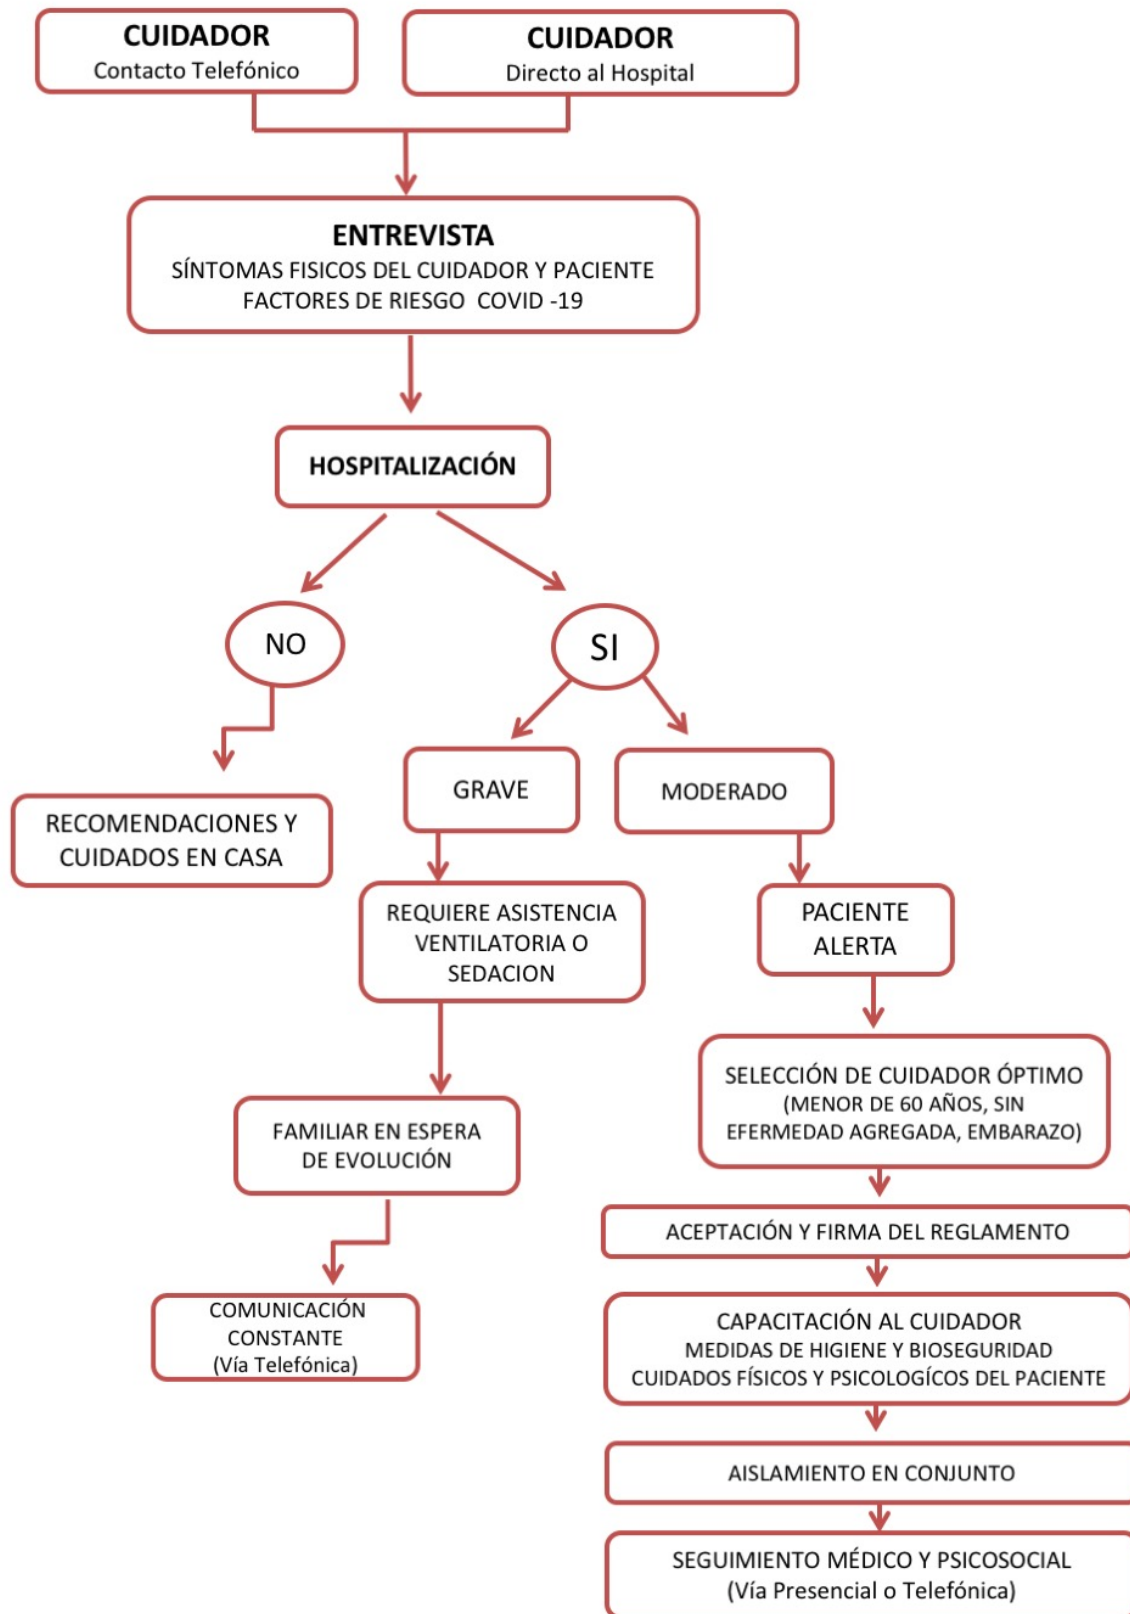 CUIDADOR
Contacto Telefónico
CUIDADOR
Directo al Hospital
ENTREVISTA
SÍNTOMAS FISICOS DEL CUIDADOR Y PACIENTE
FACTORES DE RIESGO COVID -19
HOSPITALIZACIÓN
NO
SI
GRAVE
MODERADO
RECOMENDACIONES Y
CUIDADOS EN CASA
REQUIERE ASISTENCIA
VENTILATORIA O
SEDACION
PACIENTE
ALERTA
FAMILIAR EN ESPERA
DE EVOLUCIÓN
SELECCIÓN DE CUIDADOR ÓPTIMO
(MENOR DE 60 AÑOS, SIN
EFERMEDAD AGREGADA, EMBARAZO)
ACEPTACIÓN Y FIRMA DEL REGLAMENTO
COMUNICACIÓN
CONSTANTE
(Vía Telefónica)
CAPACITACIÓN AL CUIDADOR
MEDIDAS DE HIGIENE Y BIOSEGURIDAD
CUIDADOS FÍSICOS Y PSICOLOGÍCOS DEL PACIENTE
AISLAMIENTO EN CONJUNTO
SEGUIMIENTO MÉDICO Y PSICOSOCIAL
(Vía Presencial o Telefónica)